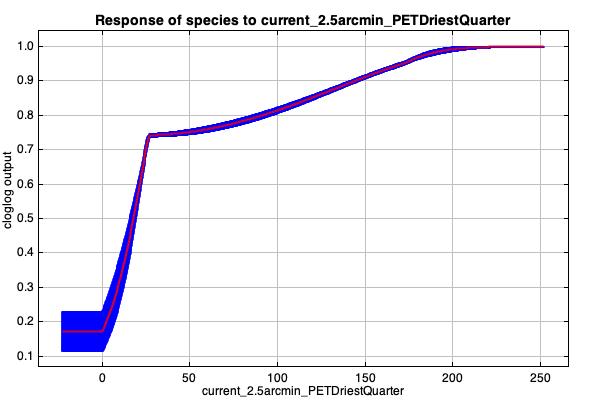 Response of species to current_2.5arcmin_PETDriestQuarter
1.0
0.9
0.8
0.7
0.6
0.5
0.4
0.3
0.2
0.1
cloglog output
0 50 100 150 200 250
current_2.5arcmin_PETDriestQuarter